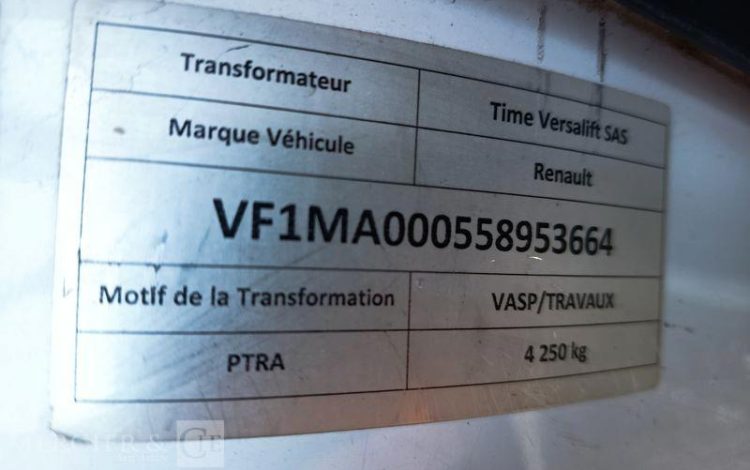 Transformateur Time Versalift SAS
Marque Véhicule Renault
VF1MA000558953664
Motif de la Transformation VASP/TRAVAUX
PTRA 4 250 kg